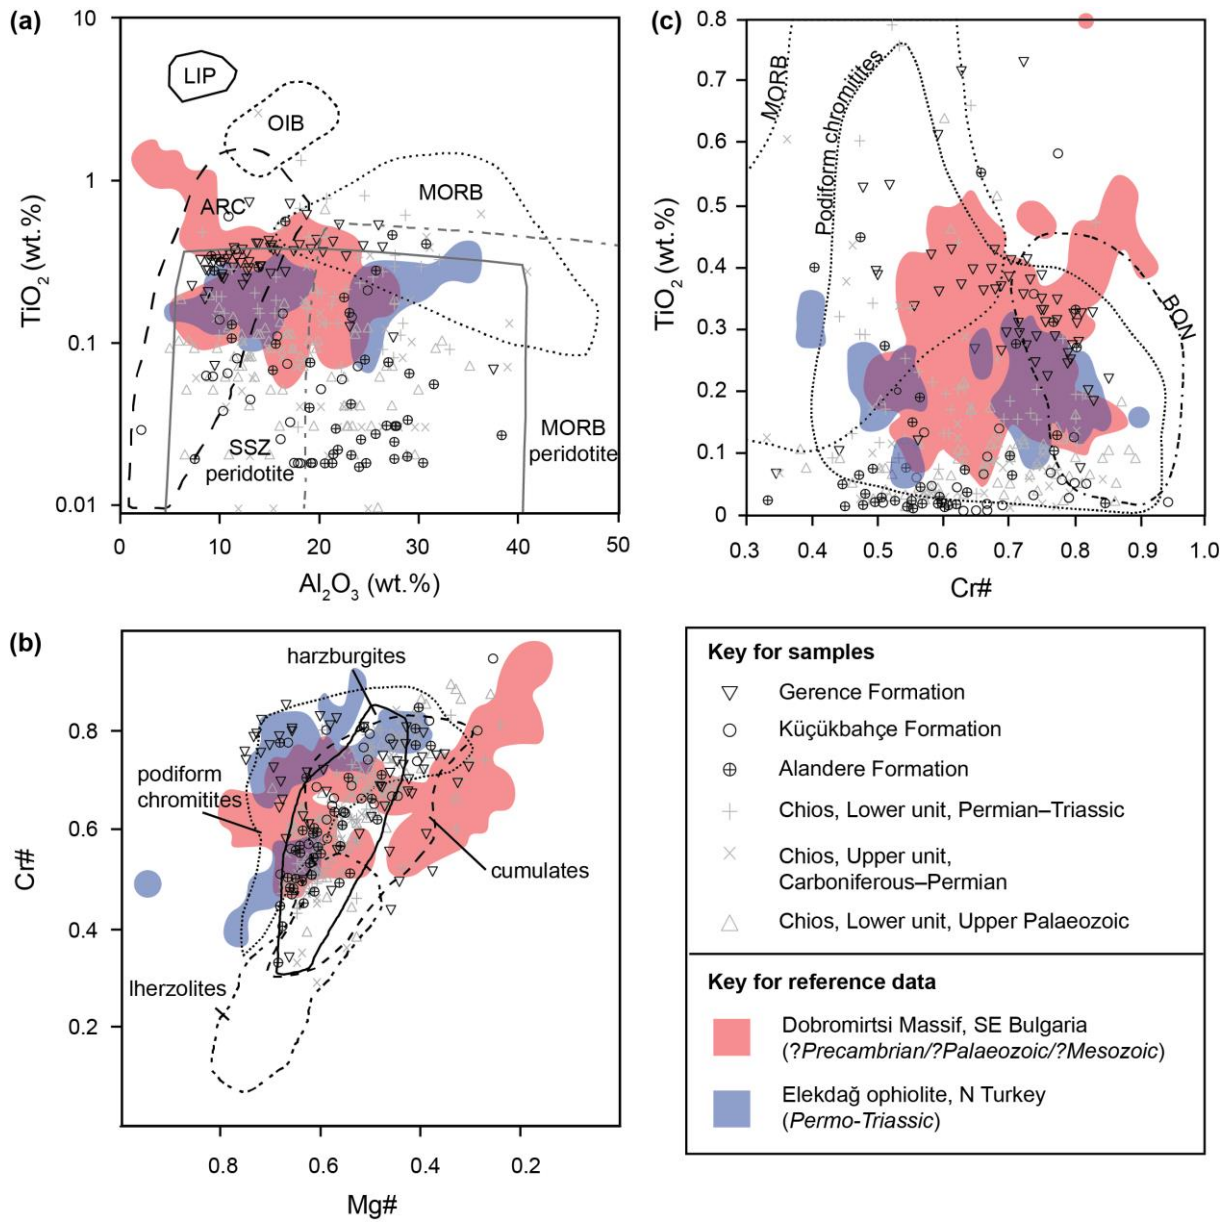 (a)
10
1
0.1
0.01
TiO₂ (wt.%)
LIP
OIB
ARC
MORB
SSZ
peridotite
MORB
peridotite
0
10
20
30
40
50
Al₂O₃ (wt.%)
(c)
0.8
0.7
0.6
0.5
0.4
0.3
0.2
0.1
0
TiO₂ (wt.%)
MORB
Podiform chromitites
BON
0.3
0.4
0.5
0.6
0.7
0.8
0.9
1.0
Cr#
(b)
0.8
0.6
0.4
0.2
Cr#
harzburgites
podiform
chromitites
cumulates
lherzolites
0.8
0.6
0.4
0.2
Mg#
Key for samples
Gerence Formation
Küçükbahçe Formation
Alandere Formation
Chios, Lower unit, Permian–Triassic
Chios, Upper unit,
Carboniferous–Permian
Chios, Lower unit, Upper Palaeozoic
Key for reference data
Dobromirtsi Massif, SE Bulgaria
(?Precambrian/?Palaeozoic/?Mesozoic)
Elekdağ ophiolite, N Turkey
(Permo-Triassic)